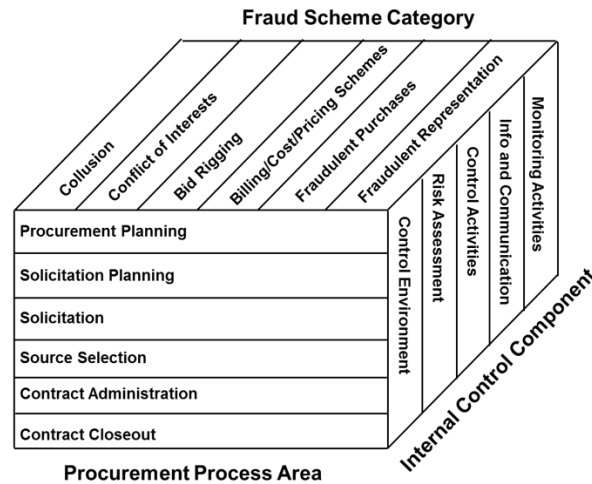 Fraud Scheme Category
Collusion
Conflict of Interests
Bid Rigging
Billing/Cost/Pricing Schemes
Fraudulent Purchases
Fraudulent Representation
Procurement Planning
Solicitation Planning
Solicitation
Source Selection
Contract Administration
Contract Closeout
Control Environment
Risk Assessment
Control Activities
Info and Communication
Monitoring Activities
Internal Control Component
Procurement Process Area